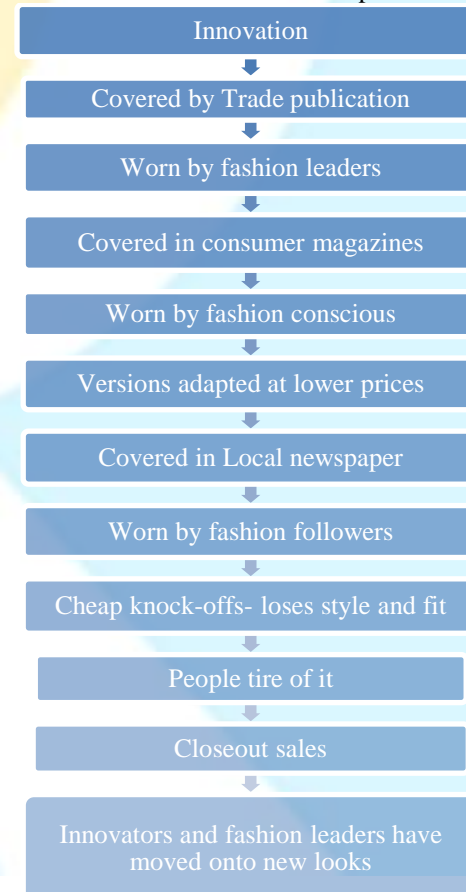 Innovation
Covered by Trade publication
Worn by fashion leaders
Covered in consumer magazines
Worn by fashion conscious
Versions adapted at lower prices
Covered in Local newspaper
Worn by fashion followers
Cheap knock-offs- loses style and fit
People tire of it
Closeout sales
Innovators and fashion leaders have
moved onto new looks